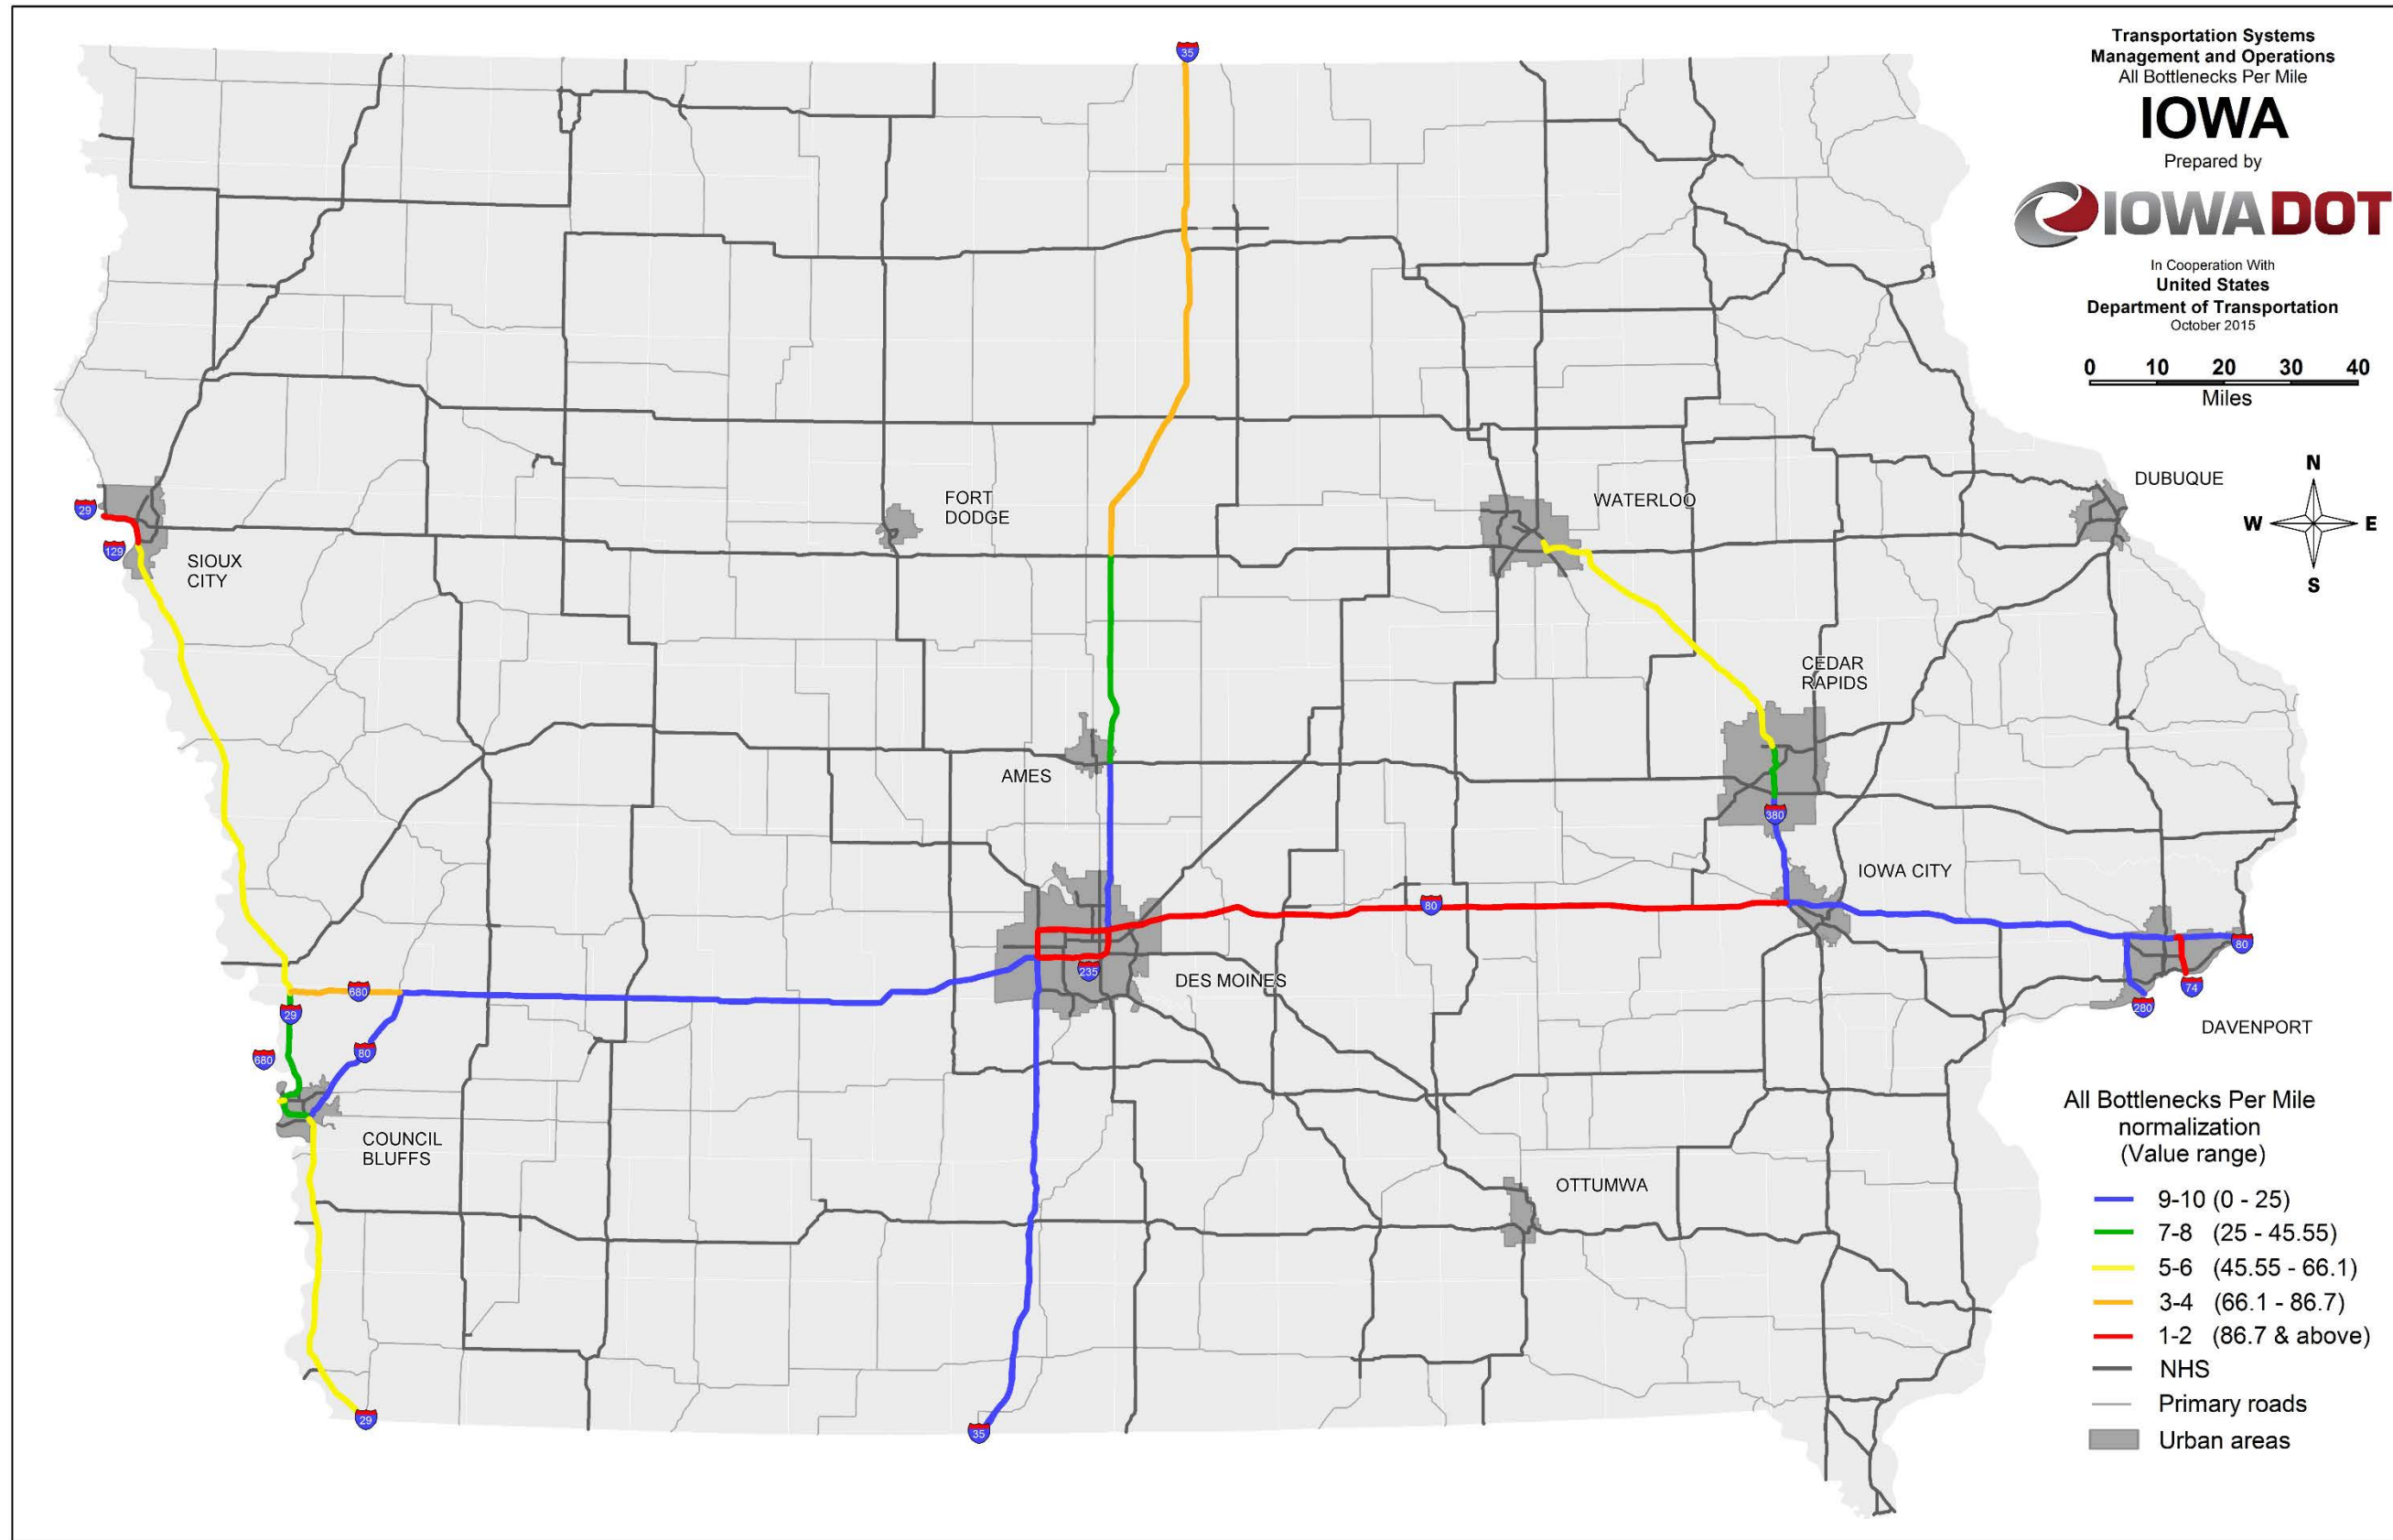 Transportation Systems
Management and Operations
All Bottlenecks Per Mile
IOWA
Prepared by
IOWADOT
In Cooperation With
United States
Department of Transportation
October 2015
0 10 20 30 40
Miles
N
W E
S
35
29
129
SIOUX
CITY
FORT
DODGE
WATERLOO
DUBUQUE
CEDAR
RAPIDS
AMES
380
IOWA CITY
80
80
235
DES MOINES
680
29
680
80
74
280
DAVENPORT
COUNCIL
BLUFFS
OTTUMWA
29
35
All Bottlenecks Per Mile
normalization
(Value range)
9-10 (0 - 25)
7-8 (25 - 45.55)
5-6 (45.55 - 66.1)
3-4 (66.1 - 86.7)
1-2 (86.7 & above)
NHS
Primary roads
Urban areas